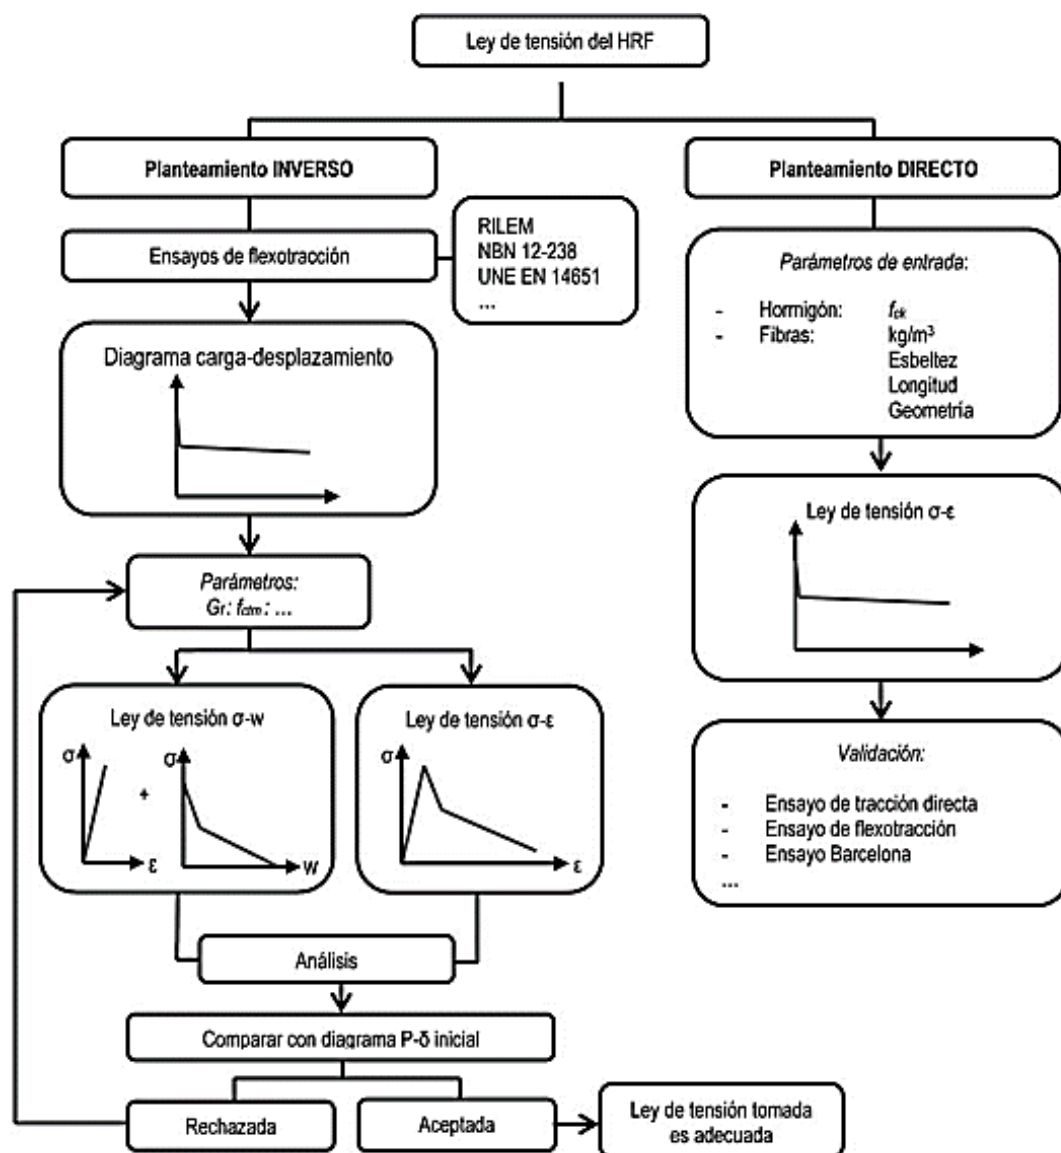 Ley de tensión del HRF
Planteamiento INVERSO
Ensayos de flexotracción
RILEM
NBN 12-238
UNE EN 14651
...
Diagrama carga-desplazamiento
Parámetros:
Gr: fctm: ...
Ley de tensión σ-w
σ
ε
+
σ
w
Ley de tensión σ-ε
σ
ε
Análisis
Comparar con diagrama P-δ inicial
Rechazada
Aceptada
Ley de tensión tomada
es adecuada
Planteamiento DIRECTO
Parámetros de entrada:
- Hormigón: fck
- Fibras: kg/m³
Esbeltez
Longitud
Geometría
Ley de tensión σ-ε
Validación:
- Ensayo de tracción directa
- Ensayo de flexotracción
- Ensayo Barcelona
...